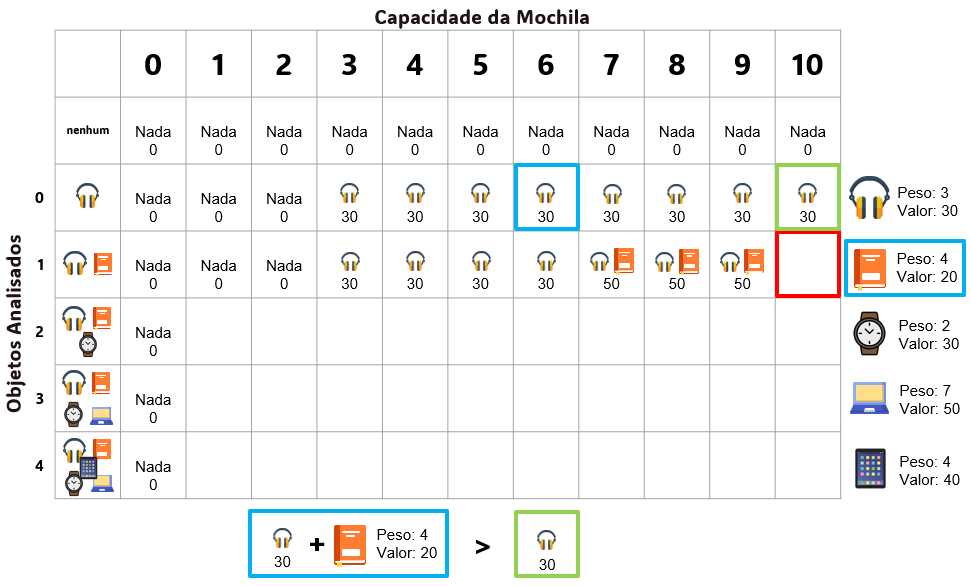 Capacidade da Mochila
0 1 2 3 4 5 6 7 8 9 10
nenhum Nada Nada Nada Nada Nada Nada Nada Nada Nada Nada Nada
0 0 0 0 0 0 0 0 0 0 0
Objetos Analisados
0 Nada Nada Nada
0 0 0 30 30 30 30 30 30 30 30
Peso: 3
Valor: 30
1 Nada Nada Nada
0 0 0 30 30 30 30 50 50 50
Peso: 4
Valor: 20
2 Nada
0
Peso: 2
Valor: 30
3 Nada
0
Peso: 7
Valor: 50
4 Nada
0
Peso: 4
Valor: 40
30 + Peso: 4
Valor: 20
>
30